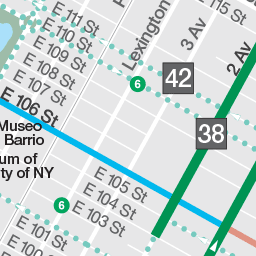 E 111 St
E 110 St
E 109 St
E 108 St
E 107 St
E 106 St
Lexington
3 Av
E 115 St
2 Av
6
42
38
Museo
Barrio
um of
ty of NY
E 105 St
E 104 St
E 103 St
6
E 101 St
E 100 St